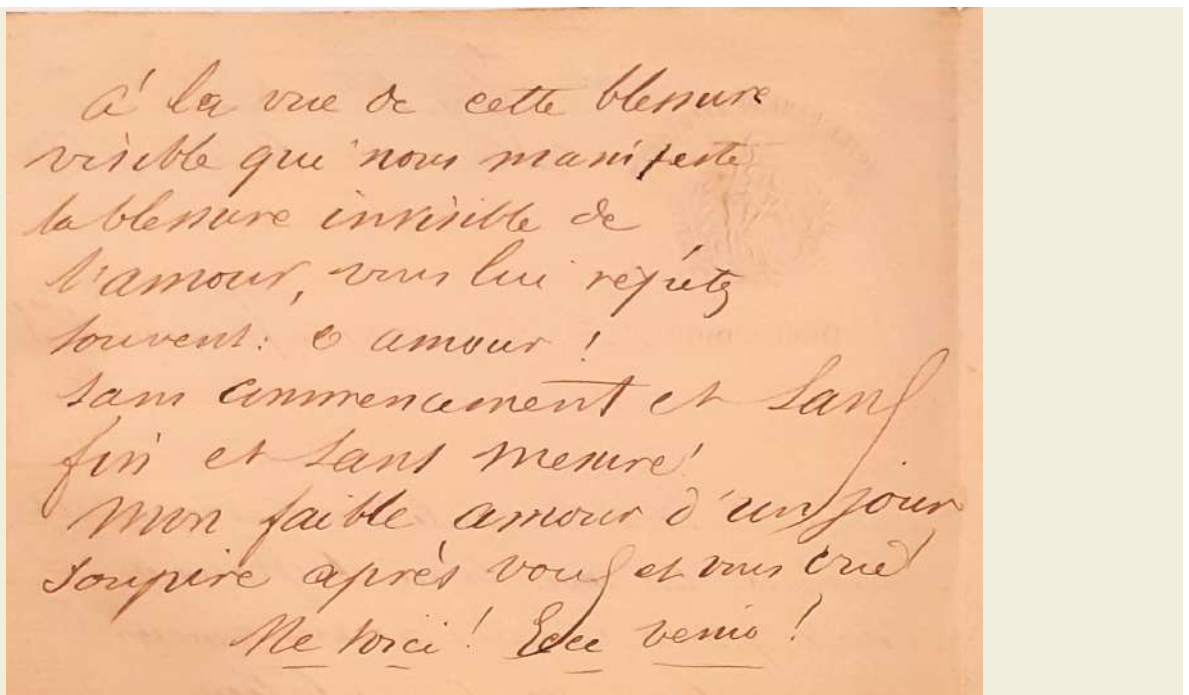 à la vue de cette blessure
visible que nous manifeste
la blessure invisible de
l'amour, vous lui répétez
souvent: O amour !
sans commencement et sans
fin et sans mesure!
Mon faible amour d'un jour
soupire après vous et vous crie!
Me voici! Ecce venio !